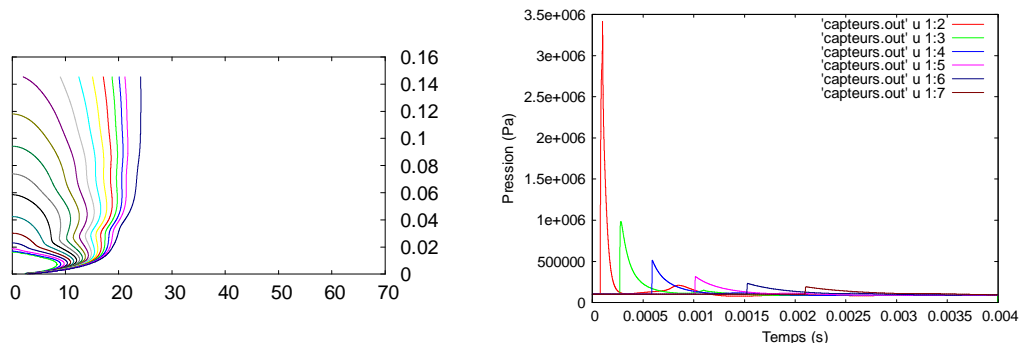 0.16
0.14
0.12
0.1
0.08
0.06
0.04
0.02
0
0 10 20 30 40 50 60 70
3.5e+006
3e+006
2.5e+006
2e+006
1.5e+006
1e+006
500000
0
Pression (Pa)
'capteurs.out' u 1:2
'capteurs.out' u 1:3
'capteurs.out' u 1:4
'capteurs.out' u 1:5
'capteurs.out' u 1:6
'capteurs.out' u 1:7
0 0.0005 0.001 0.0015 0.002 0.0025 0.003 0.0035 0.004
Temps (s)